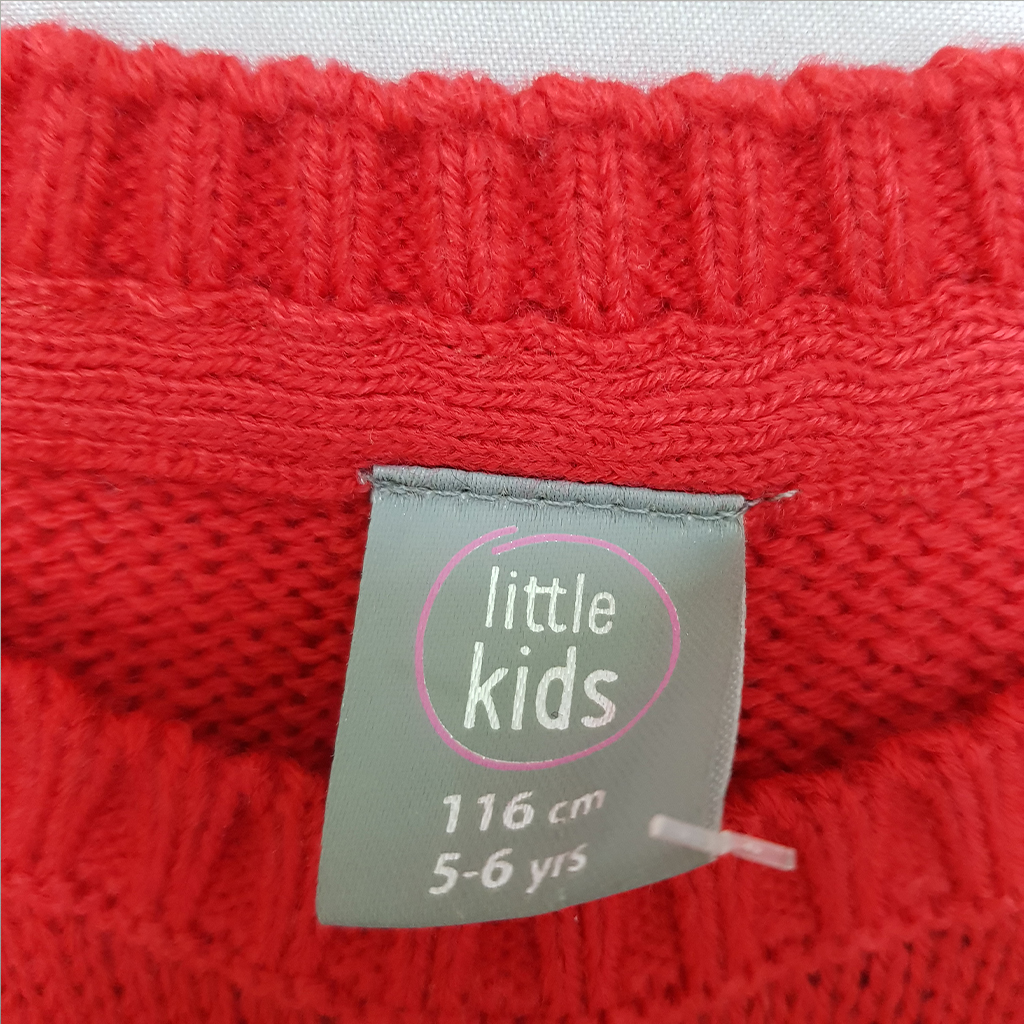 little
kids
116 cm
5-6 yrs